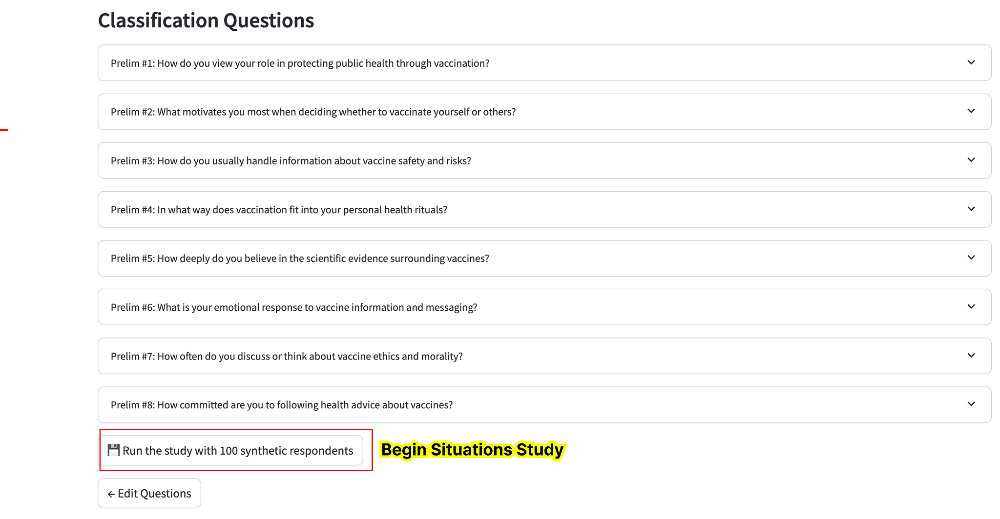 Classification Questions
Prelim #1: How do you view your role in protecting public health through vaccination?
Prelim #2: What motivates you most when deciding whether to vaccinate yourself or others?
Prelim #3: How do you usually handle information about vaccine safety and risks?
Prelim #4: In what way does vaccination fit into your personal health rituals?
Prelim #5: How deeply do you believe in the scientific evidence surrounding vaccines?
Prelim #6: What is your emotional response to vaccine information and messaging?
Prelim #7: How often do you discuss or think about vaccine ethics and morality?
Prelim #8: How committed are you to following health advice about vaccines?
💾 Run the study with 100 synthetic respondents
Begin Situations Study
← Edit Questions